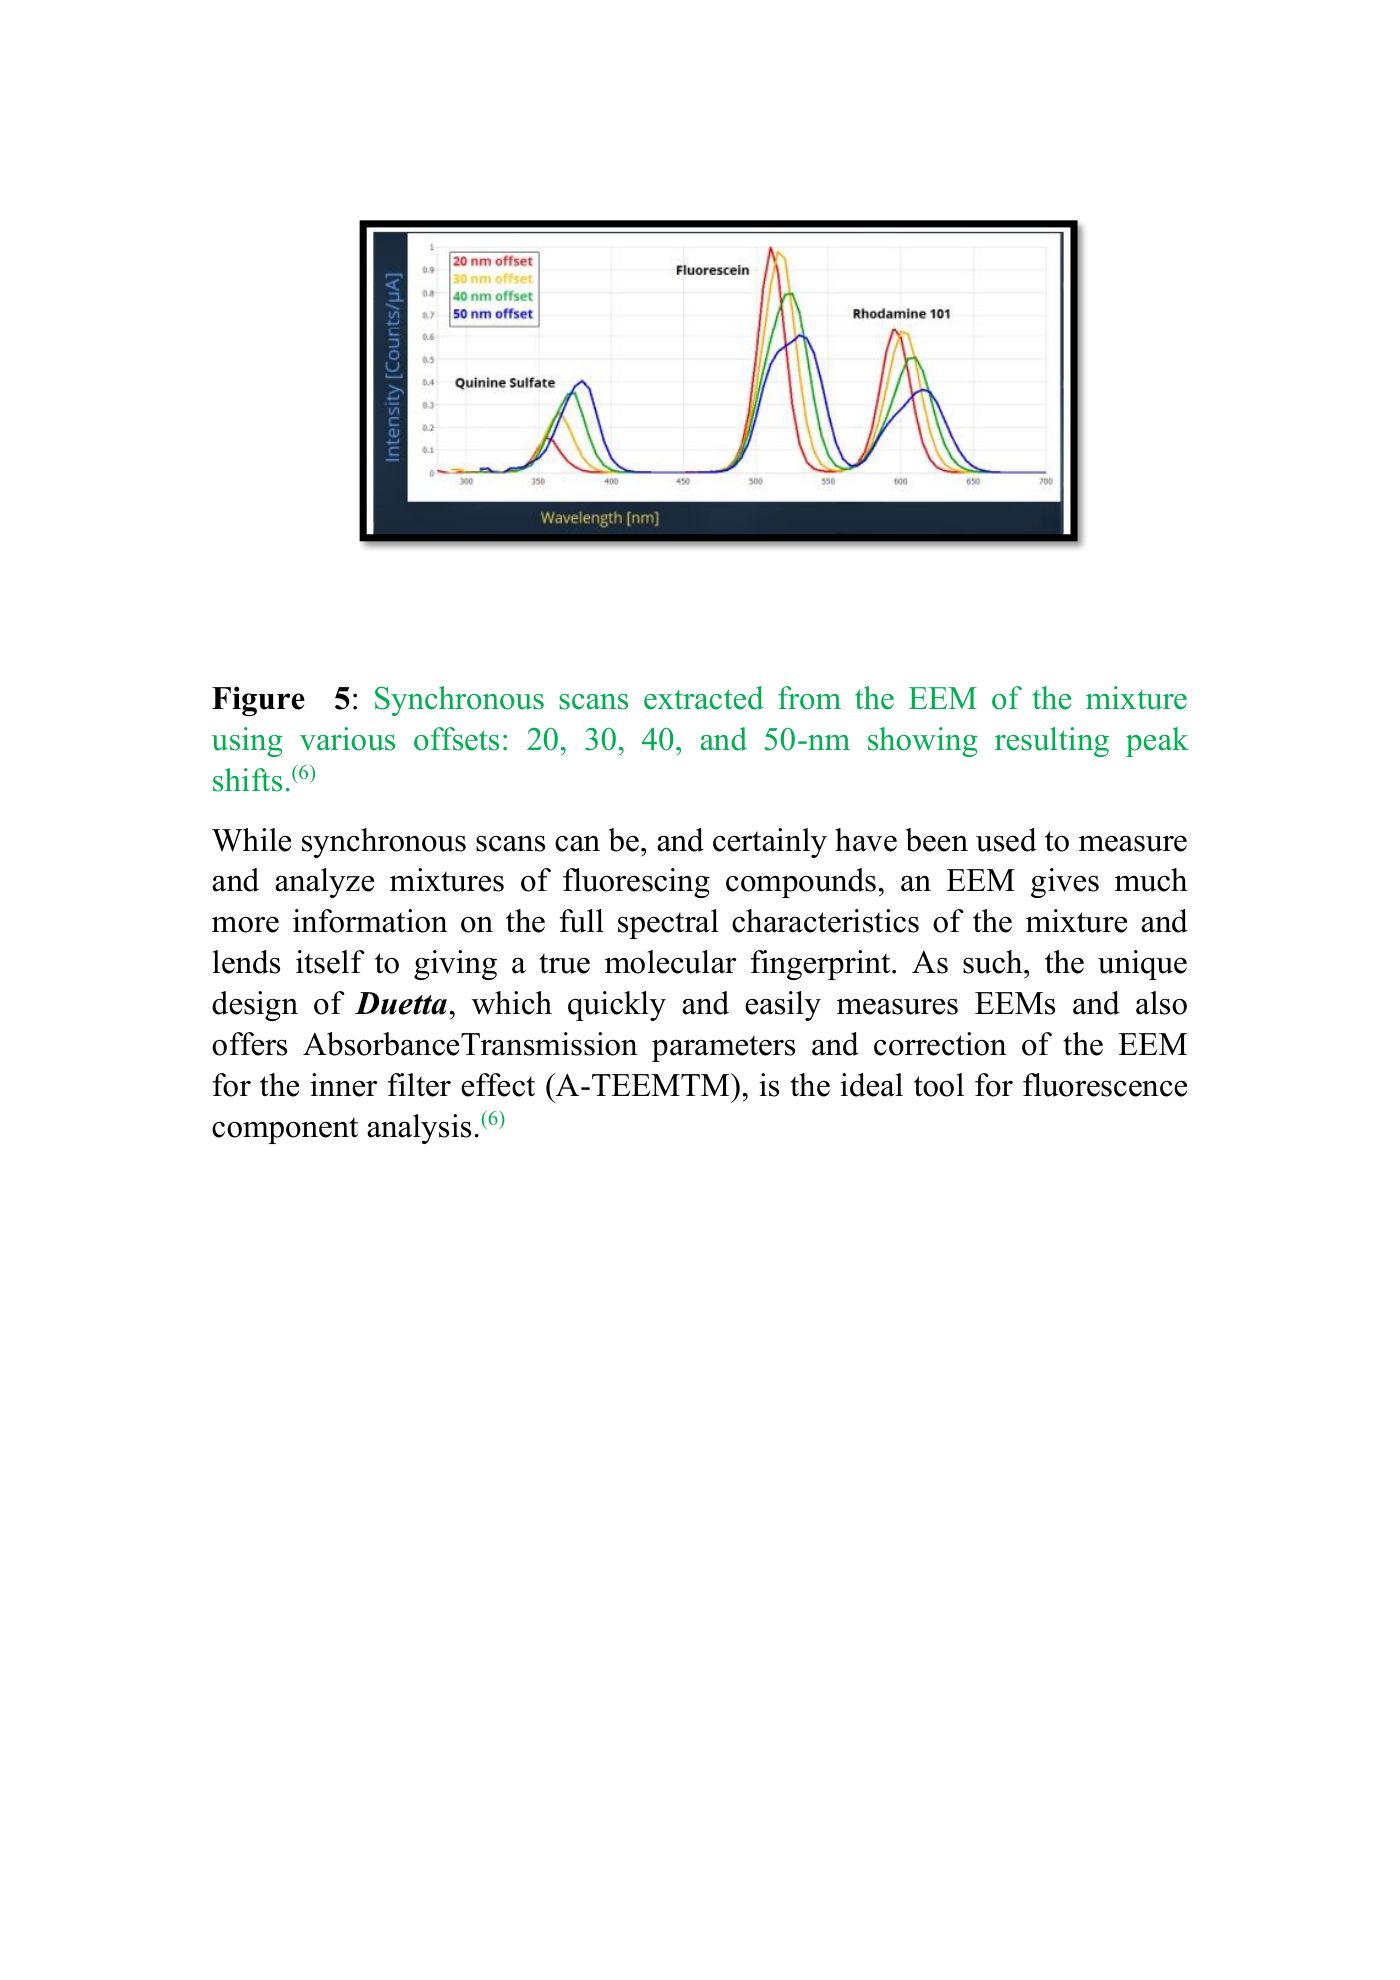 Intensity [Counts/µA]
1
0.9
0.8
0.7
0.6
0.5
0.4
0.3
0.2
0.1
0
20 nm offset
30 nm offset
40 nm offset
50 nm offset
Quinine Sulfate
Fluorescein
Rhodamine 101
300 350 400 450 500 550 600 650 700
Wavelength [nm]
Figure 5: Synchronous scans extracted from the EEM of the mixture
using various offsets: 20, 30, 40, and 50-nm showing resulting peak
shifts.(6)
While synchronous scans can be, and certainly have been used to measure
and analyze mixtures of fluorescing compounds, an EEM gives much
more information on the full spectral characteristics of the mixture and
lends itself to giving a true molecular fingerprint. As such, the unique
design of Duetta, which quickly and easily measures EEMs and also
offers AbsorbanceTransmission parameters and correction of the EEM
for the inner filter effect (A-TEEMTM), is the ideal tool for fluorescence
component analysis.(6)